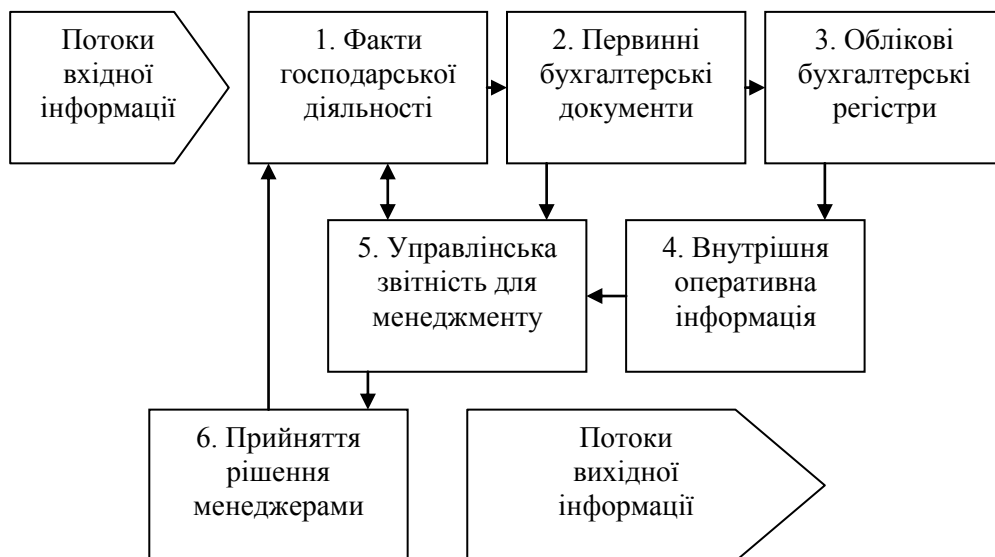 Потоки
вхідної
інформації
1. Факти
господарської
діяльності
2. Первинні
бухгалтерські
документи
3. Облікові
бухгалтерські
регістри
5. Управлінська
звітність для
менеджменту
4. Внутрішня
оперативна
інформація
6. Прийняття
рішення
менеджерами
Потоки
вихідної
інформації